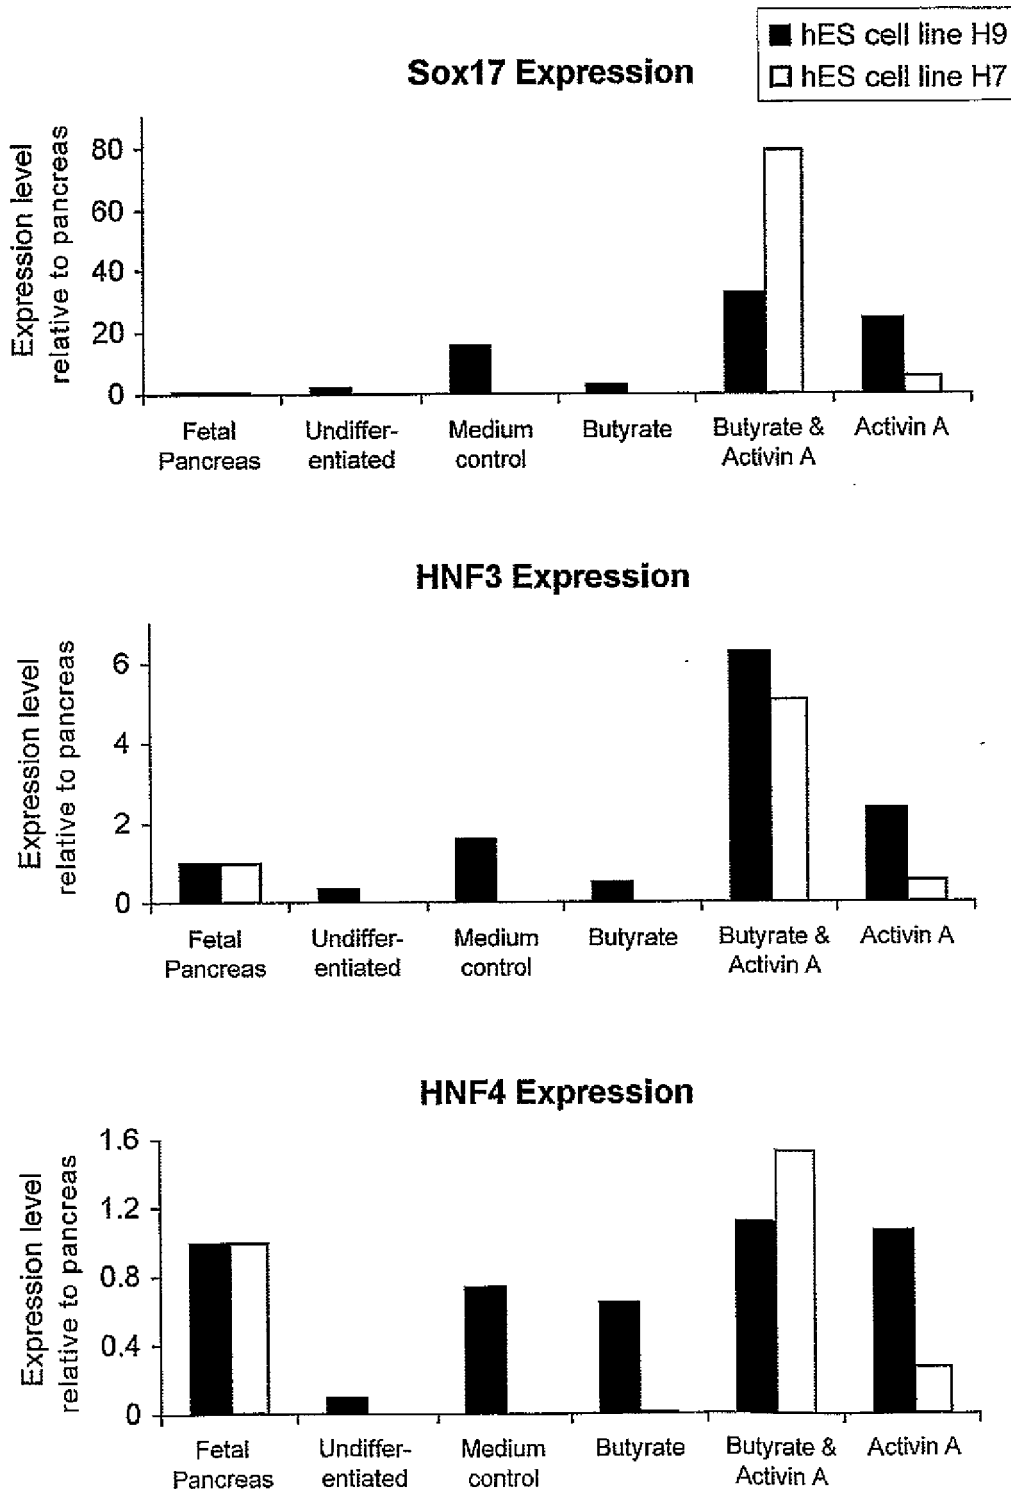 hES cell line H9
hES cell line H7
Sox17 Expression
Expression level
relative to pancreas
80
60
40
20
0
Fetal
Pancreas
Undiffer-
entiated
Medium
control
Butyrate
Butyrate &
Activin A
Activin A
HNF3 Expression
Expression level
relative to pancreas
6
4
2
0
Fetal
Pancreas
Undiffer-
entiated
Medium
control
Butyrate
Butyrate &
Activin A
Activin A
HNF4 Expression
Expression level
relative to pancreas
1.6
1.2
0.8
0.4
0
Fetal
Pancreas
Undiffer-
entiated
Medium
control
Butyrate
Butyrate &
Activin A
Activin A